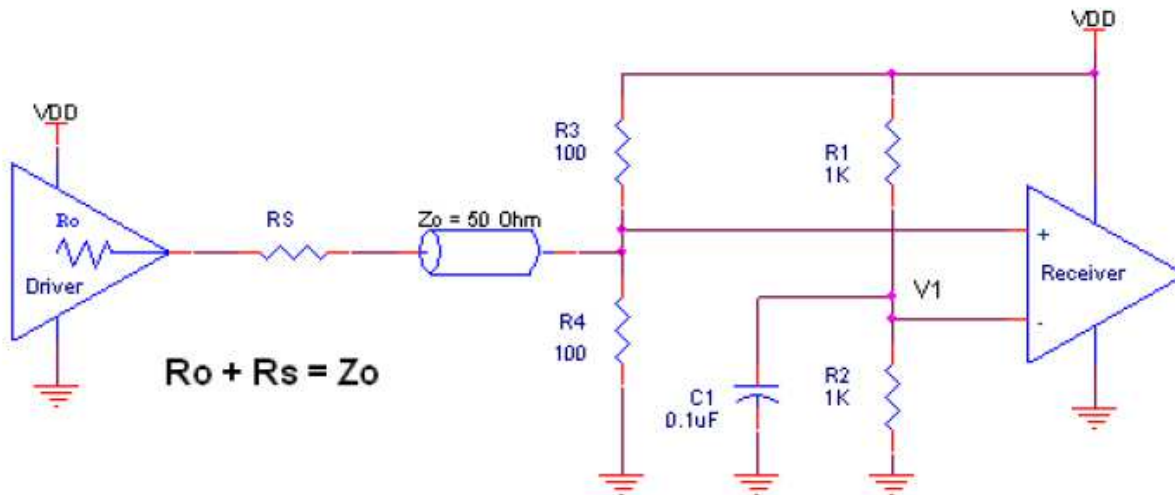 VDD
VDD
R3
100
R1
1K
Ro
RS
Zo = 50 Ohm
+
Receiver
Driver
V1
-
R4
100
Ro + Rs = Zo
C1
0.1uF
R2
1K